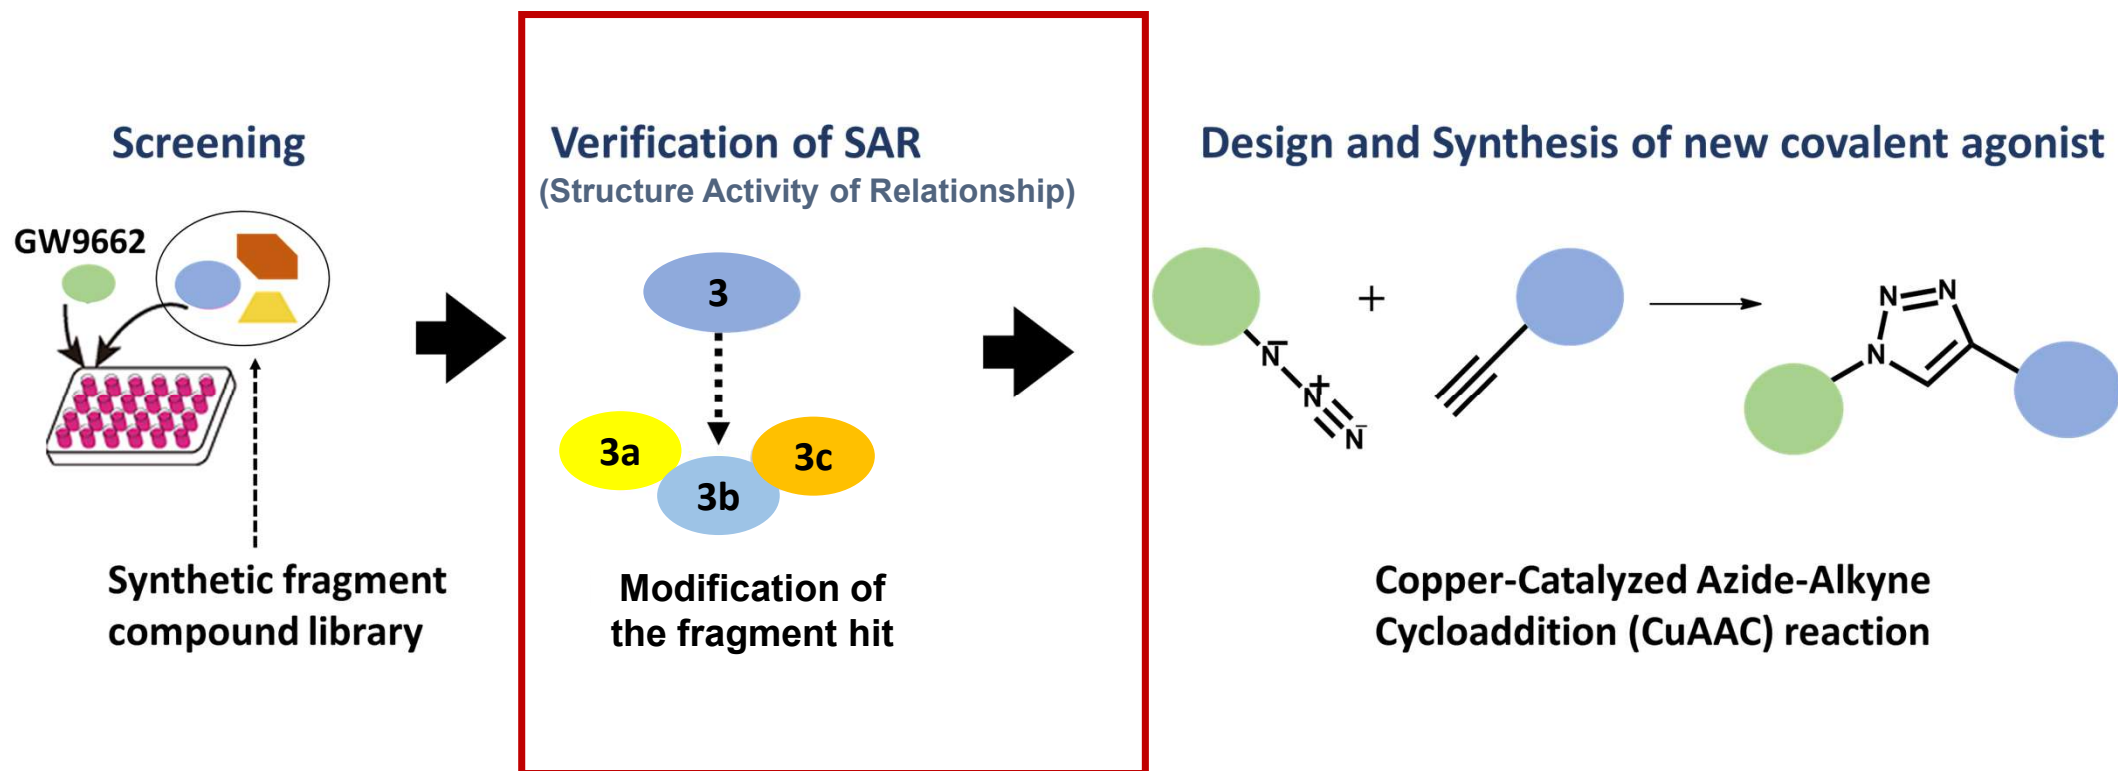 Screening
GW9662
Synthetic fragment
compound library
Verification of SAR
(Structure Activity of Relationship)
3
3a
3b
3c
Modification of
the fragment hit
Design and Synthesis of new covalent agonist
N−
N+
N−
+
N
N
N
Copper-Catalyzed Azide-Alkyne
Cycloaddition (CuAAC) reaction